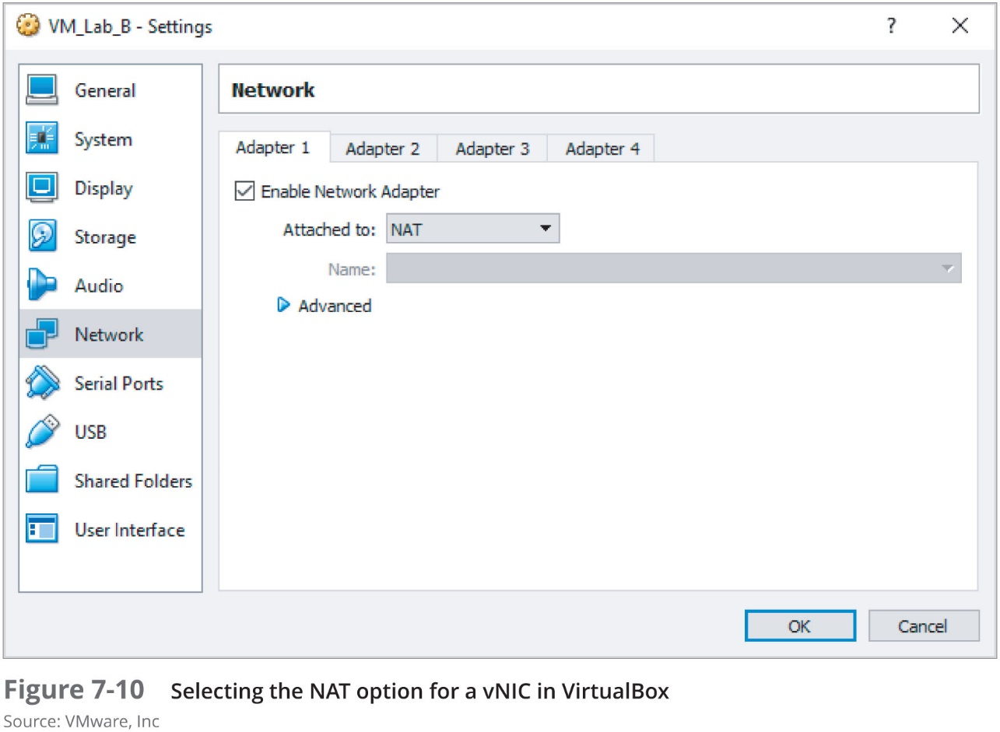 VM_Lab_B - Settings
?
General
System
Display
Storage
Audio
Network
Serial Ports
USB
Shared Folders
User Interface
Network
Adapter 1 Adapter 2 Adapter 3 Adapter 4
Enable Network Adapter
Attached to: NAT
Name:
Advanced
OK Cancel
Figure 7-10 Selecting the NAT option for a vNIC in VirtualBox
Source: VMware, Inc